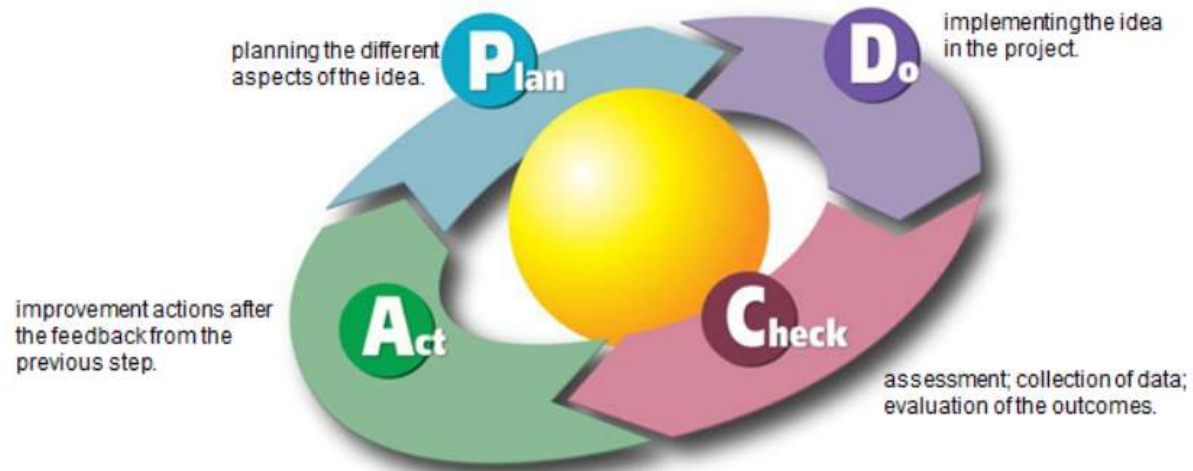 Plan
planning the different
aspects of the idea.
Do
implementing the idea
in the project.
Check
assessment; collection of data;
evaluation of the outcomes.
Act
improvement actions after
the feedback from the
previous step.